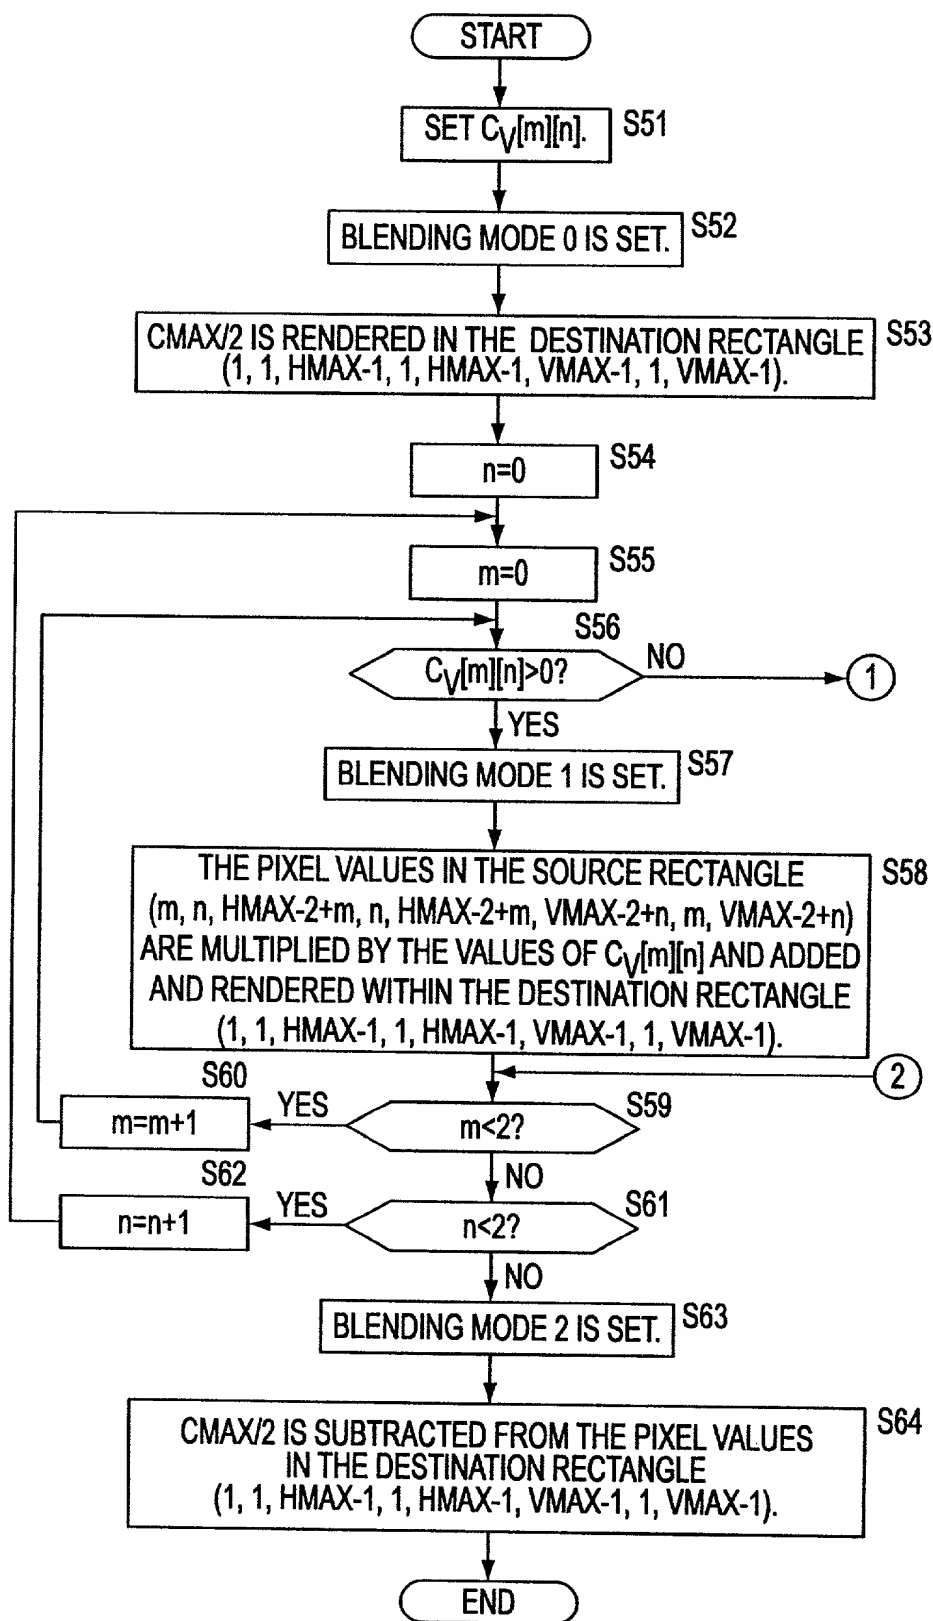 START
SET CV[m][n].
S51
BLENDING MODE 0 IS SET.
S52
CMAX/2 IS RENDERED IN THE DESTINATION RECTANGLE
(1, 1, HMAX-1, 1, HMAX-1, VMAX-1, 1, VMAX-1).
S53
n=0
S54
m=0
S55
S56
CV[m][n]>0?
NO
1
YES
BLENDING MODE 1 IS SET.
S57
THE PIXEL VALUES IN THE SOURCE RECTANGLE
(m, n, HMAX-2+m, n, HMAX-2+m, VMAX-2+n, m, VMAX-2+n)
ARE MULTIPLIED BY THE VALUES OF CV[m][n] AND ADDED
AND RENDERED WITHIN THE DESTINATION RECTANGLE
(1, 1, HMAX-1, 1, HMAX-1, VMAX-1, 1, VMAX-1).
S58
2
S60
m=m+1
YES
m<2?
S59
NO
S62
n=n+1
YES
n<2?
S61
NO
BLENDING MODE 2 IS SET.
S63
CMAX/2 IS SUBTRACTED FROM THE PIXEL VALUES
IN THE DESTINATION RECTANGLE
(1, 1, HMAX-1, 1, HMAX-1, VMAX-1, 1, VMAX-1).
S64
END